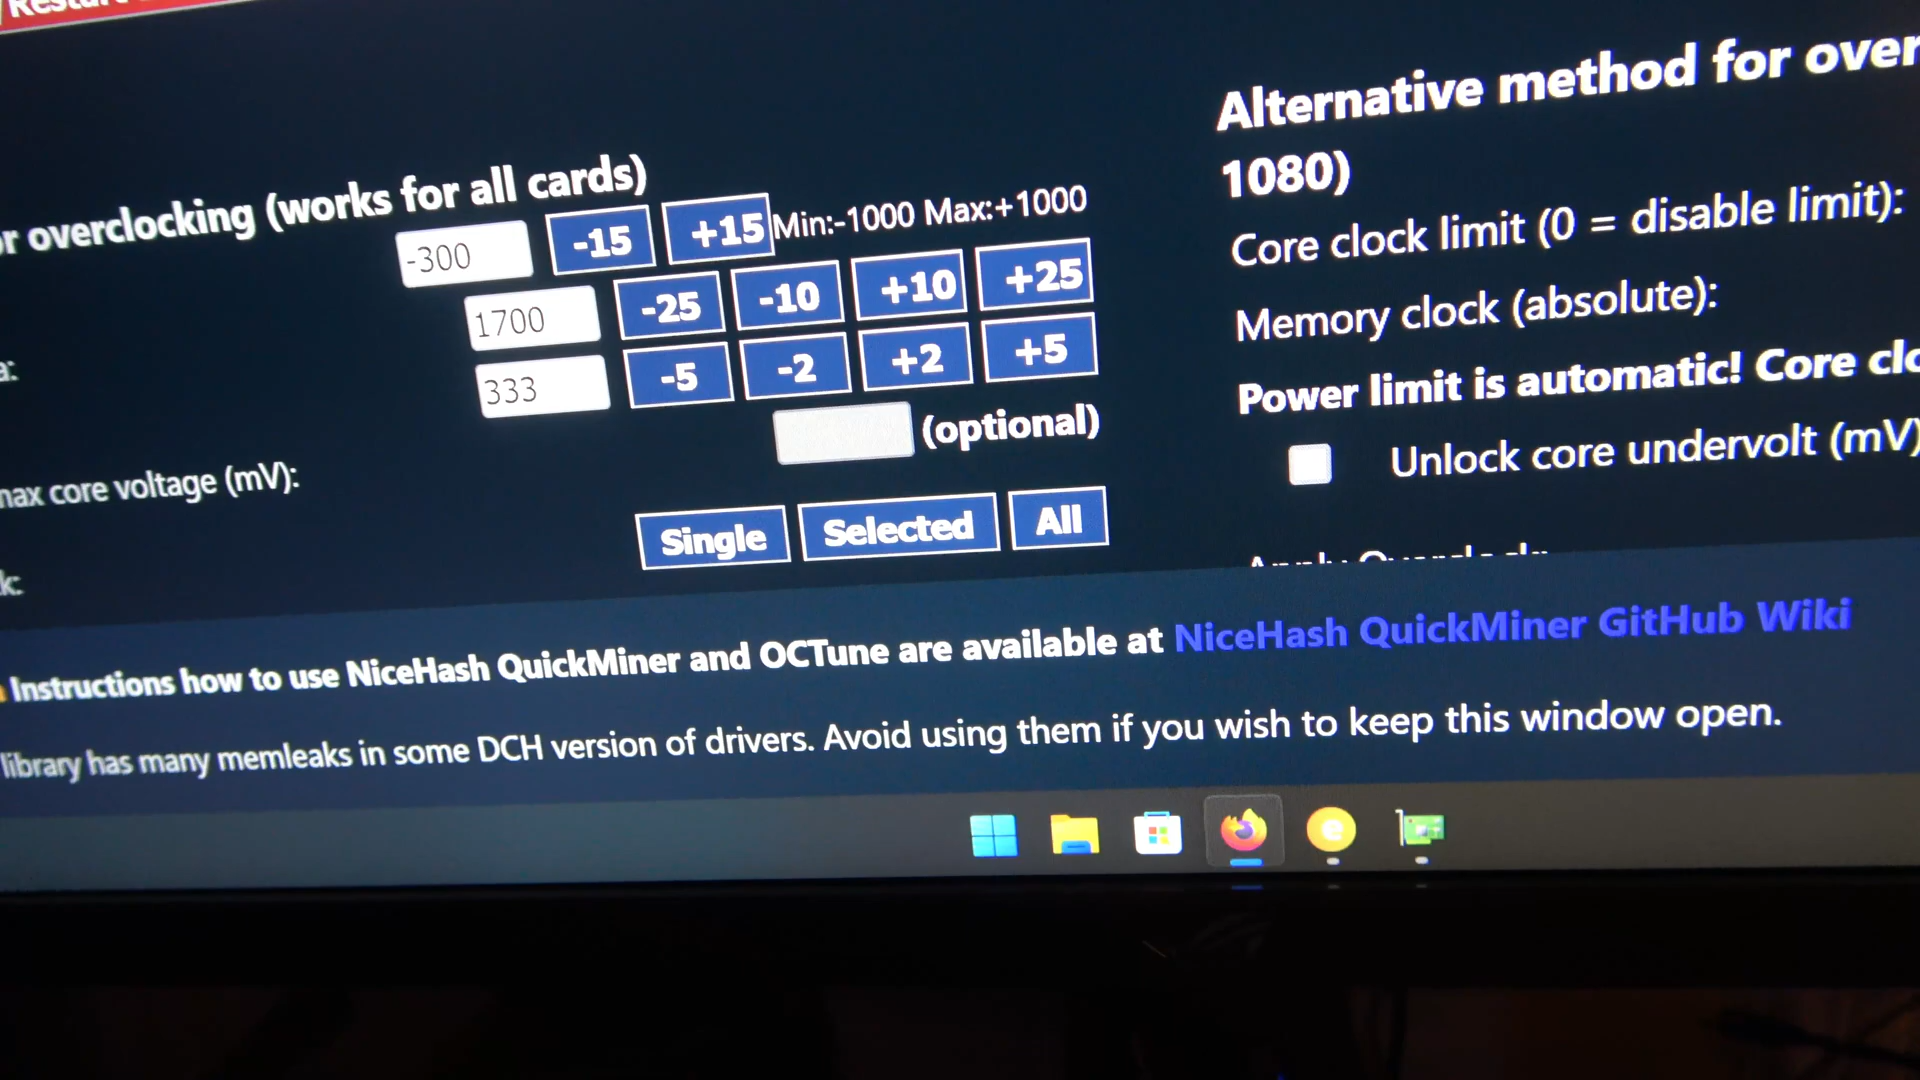 /Restart
r overclocking (works for all cards)
-300 -15 +15 Min:-1000 Max:+1000
1700 -25 -10 +10 +25
a:
333 -5 -2 +2 +5
(optional)
max core voltage (mV):
Single Selected All
k:
Alternative method for over
1080)
Core clock limit (0 = disable limit):
Memory clock (absolute):
Power limit is automatic! Core clo
Unlock core undervolt (mV)
Instructions how to use NiceHash QuickMiner and OCTune are available at NiceHash QuickMiner GitHub Wiki
library has many memleaks in some DCH version of drivers. Avoid using them if you wish to keep this window open.